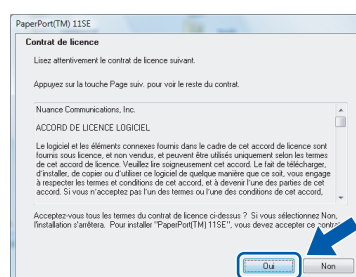 PaperPort(TM) 11SE
Contrat de licence
Lisez attentivement le contrat de licence suivant.
Appuyez sur la touche Page suiv. pour voir le reste du contrat.
Nuance Communications, Inc.
ACCORD DE LICENCE LOGICIEL
Le logiciel et les éléments connexes fournis dans le cadre de cet accord de licence sont
fournis sous licence, et non vendus, et peuvent être utilisés uniquement selon les termes
de cet accord de licence. Veuillez lire soigneusement cet accord. Le fait de télécharger,
d'installer, de copier ou d'utiliser ce logiciel de quelque manière que ce soit, vous engage
à respecter les termes et conditions de cet accord, et à devenir l'une des parties de cet
accord. Si vous n'acceptez pas l'un des termes ou l'une des conditions de cet accord,
Acceptez-vous tous les termes du contrat de licence ci-dessus ? Si vous sélectionnez Non,
l'installation s'arrêtera. Pour installer "PaperPort(TM) 11SE", vous devez accepter ce
Oui
Non